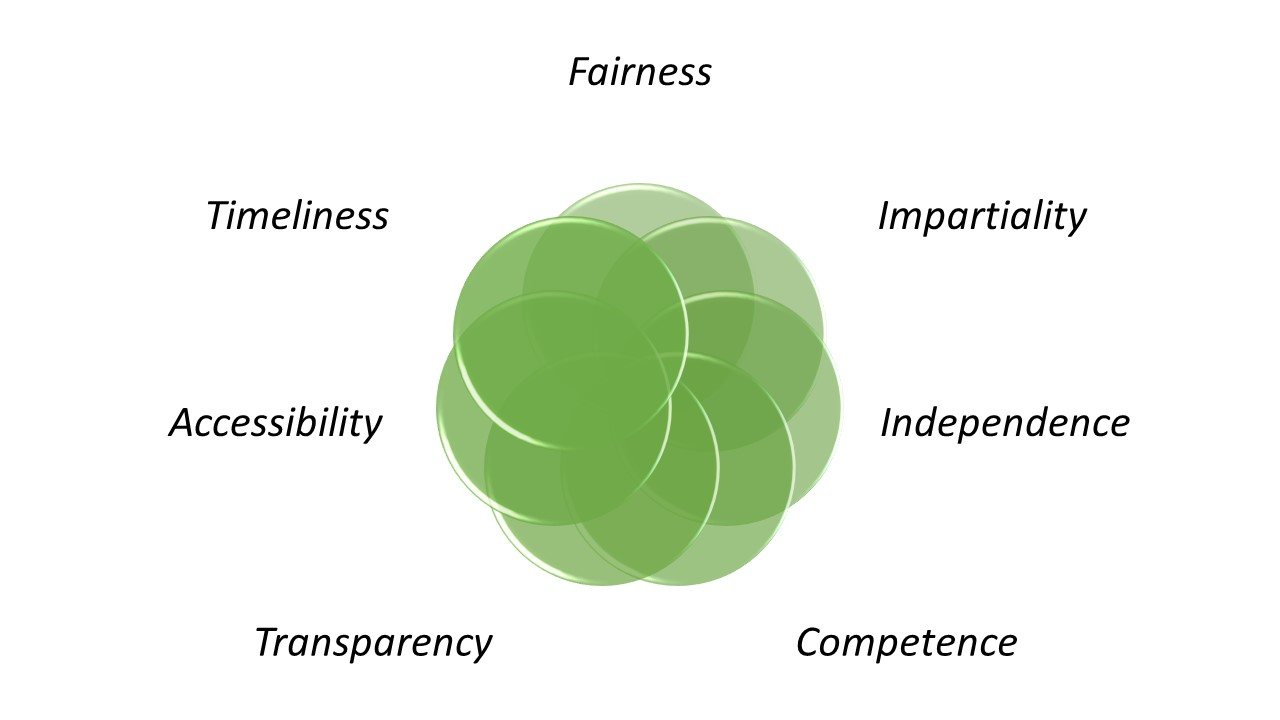 Fairness
Timeliness
Impartiality
Accessibility
Independence
Transparency
Competence